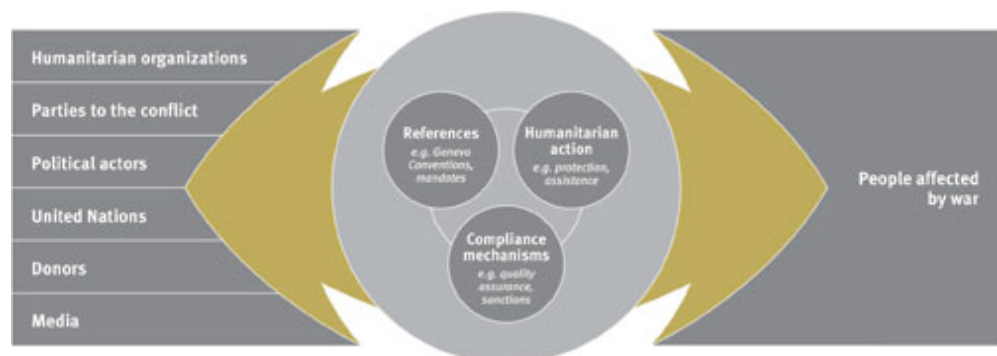 Humanitarian organizations
Parties to the conflict
Political actors
United Nations
Donors
Media
References
e.g. Geneva
Conventions,
mandates
Humanitarian
action
e.g. protection,
assistance
Compliance
mechanisms
e.g. quality
assurance,
sanctions
People affected
by war